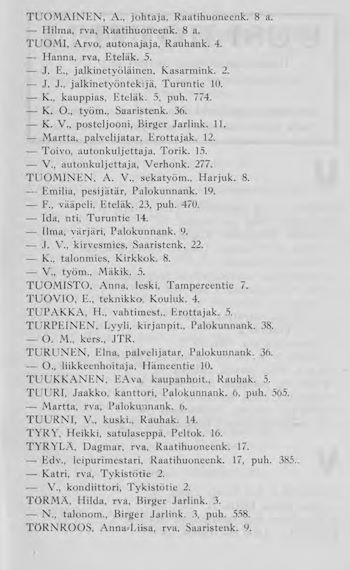 TUOMAINEN, A., johtaja, Raatihuoneenk. 8 a.
— Hilma, rva, Raatihuoneenk. 8 a.
TUOMI, Arvo, autonajaja, Rauhank. 4.
— Hanna, rva, Eteläk. 5.
— J. E., jalkinetyöläinen, Kasarmink. 2.
— J. J., jalkinetyöntekijä, Turuntie 10.
— K., kauppias, Eteläk. 5, puh. 774.
— K. O., työm., Saaristenk. 36.
— K. V., posteljooni, Birger Jarlink. 11.
— Martta, palvelijatar, Erottajak. 12.
— Toivo, autonkuljettaja, Torik. 15.
— V., autonkuljettaja, Verhonk. 277.
TUOMINEN, A. V., sekatyöm., Harjuk. 8.
— Emilia, pesijätär, Palokunnank. 19.
— F., vääpeli, Eteläk. 23, puh. 470.
— Ida, nti, Turuntie 14.
— Ilma, värjäri, Palokunnank. 9.
— J. V., kirvesmies, Saaristenk. 22.
— K., talonmies, Kirkkok. 8.
— V., työm., Mäkik. 5.
TUOMISTO, Anna, leski, Tampereentie 7.
TUOVIO, E., teknikko, Kouluk. 4.
TUPAKKA, H., vahtimest., Erottajak. 5.
TURPEINEN, Lyyli, kirjanpit., Palokunnank. 38.
— O. M., kers., JTR.
TURUNEN, Elna, palvelijatar, Palokunnank. 36.
— O., liikkeenhoitaja, Hämeentie 10.
TUUKKANEN, EAva, kaupanhoit., Rauhak. 5.
TUURI, Jaakko, kanttori, Palokunnank. 6, puh. 565.
— Martta, rva, Palokunnank. 6.
TUURNI, V., kuski., Rauhak. 14.
TYRY, Heikki, satulaseppä, Peltok. 16.
TYRYLÄ, Dagmar, rva, Raatihuoneenk. 17.
— Edv., leipurimestari, Raatihuoneenk. 17, puh. 385..
— Katri, rva, Tykistötie 2.
— V., kondiittori, Tykistötie 2.
TÖRMÄ, Hilda, rva, Birger Jarlink. 3.
— N., talonom., Birger Jarlink. 3, puh. 558.
TÖRNROOS, Anna-Liisa, rva, Saaristenk. 9.